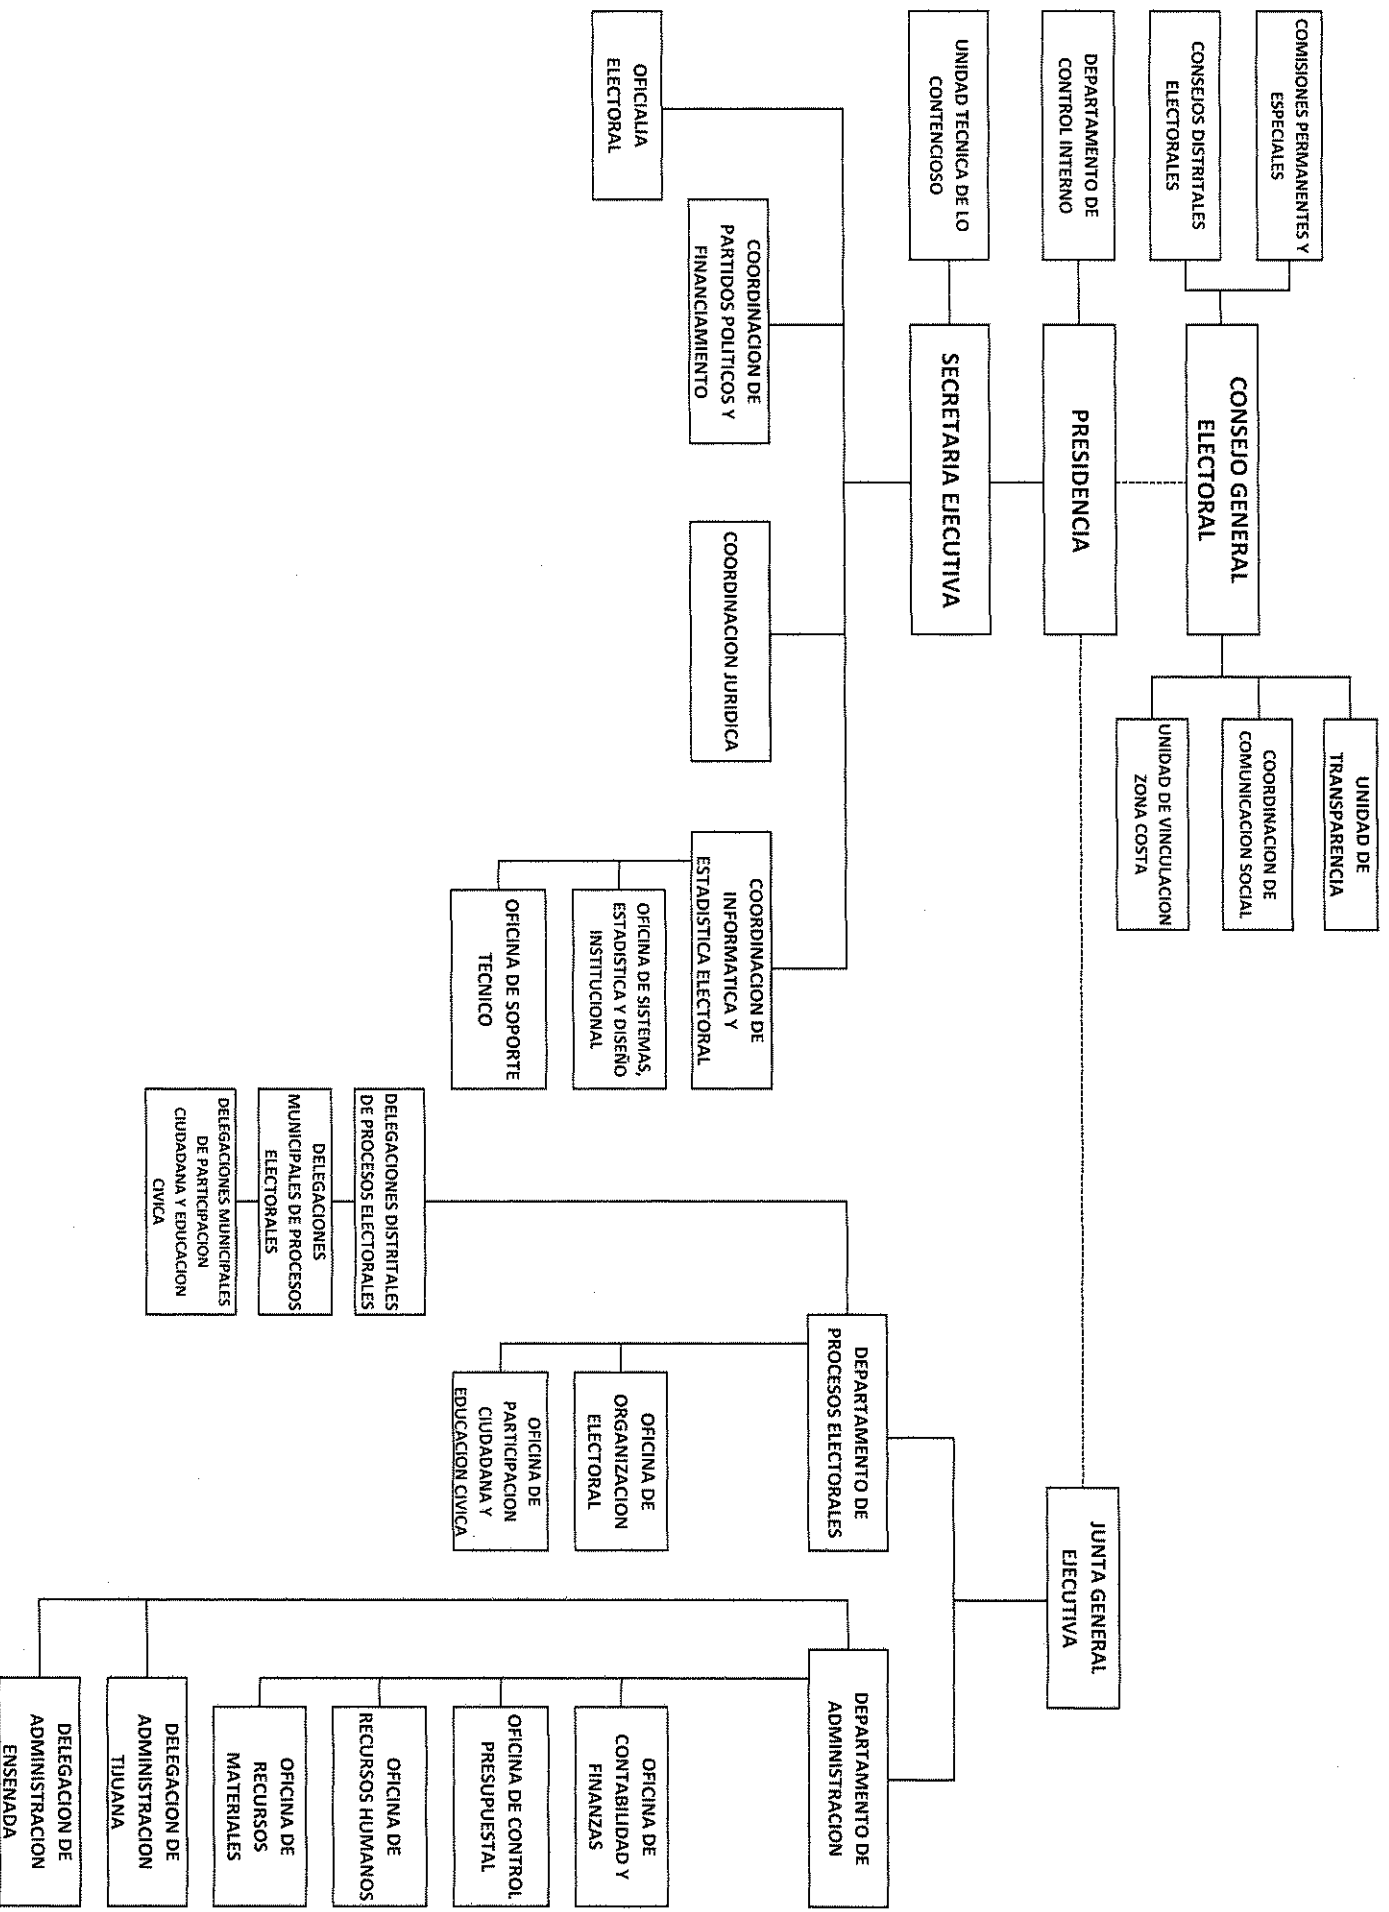 COMISIONES PERMANENTES Y
ESPECIALES
CONSEJOS DISTRITALES
ELECTORALES
CONSEJO GENERAL
ELECTORAL
UNIDAD DE
TRANSPARENCIA
COORDINACION DE
COMUNICACION SOCIAL
UNIDAD DE VINCULACION
ZONA COSTA
DEPARTAMENTO DE
CONTROL INTERNO
PRESIDENCIA
JUNTA GENERAL
EJECUTIVA
UNIDAD TECNICA DE LO
CONTENCIOSO
SECRETARIA EJECUTIVA
OFICIALIA
ELECTORAL
COORDINACION DE
PARTIDOS POLITICOS Y
FINANCIAMIENTO
COORDINACION JURIDICA
COORDINACION DE
INFORMATICA Y
ESTADISTICA ELECTORAL
OFICINA DE SISTEMAS,
ESTADISTICA Y DISEÑO
INSTITUCIONAL
OFICINA DE SOPORTE
TECNICO
DEPARTAMENTO DE
PROCESOS ELECTORALES
OFICINA DE
ORGANIZACION
ELECTORAL
OFICINA DE
PARTICIPACION
CIUDADANA Y
EDUCACION CIVICA
DELEGACIONES DISTRITALES
DE PROCESOS ELECTORALES
DELEGACIONES
MUNICIPALES DE PROCESOS
ELECTORALES
DELEGACIONES MUNICIPALES
DE PARTICIPACION
CIUDADANA Y EDUCACION
CIVICA
DEPARTAMENTO DE
ADMINISTRACION
OFICINA DE
CONTABILIDAD Y
FINANZAS
OFICINA DE CONTROL
PRESUPUESTAL
OFICINA DE
RECURSOS HUMANOS
OFICINA DE
RECURSOS
MATERIALES
DELEGACION DE
ADMINISTRACION
TIJUANA
DELEGACION DE
ADMINISTRACION
ENSENADA